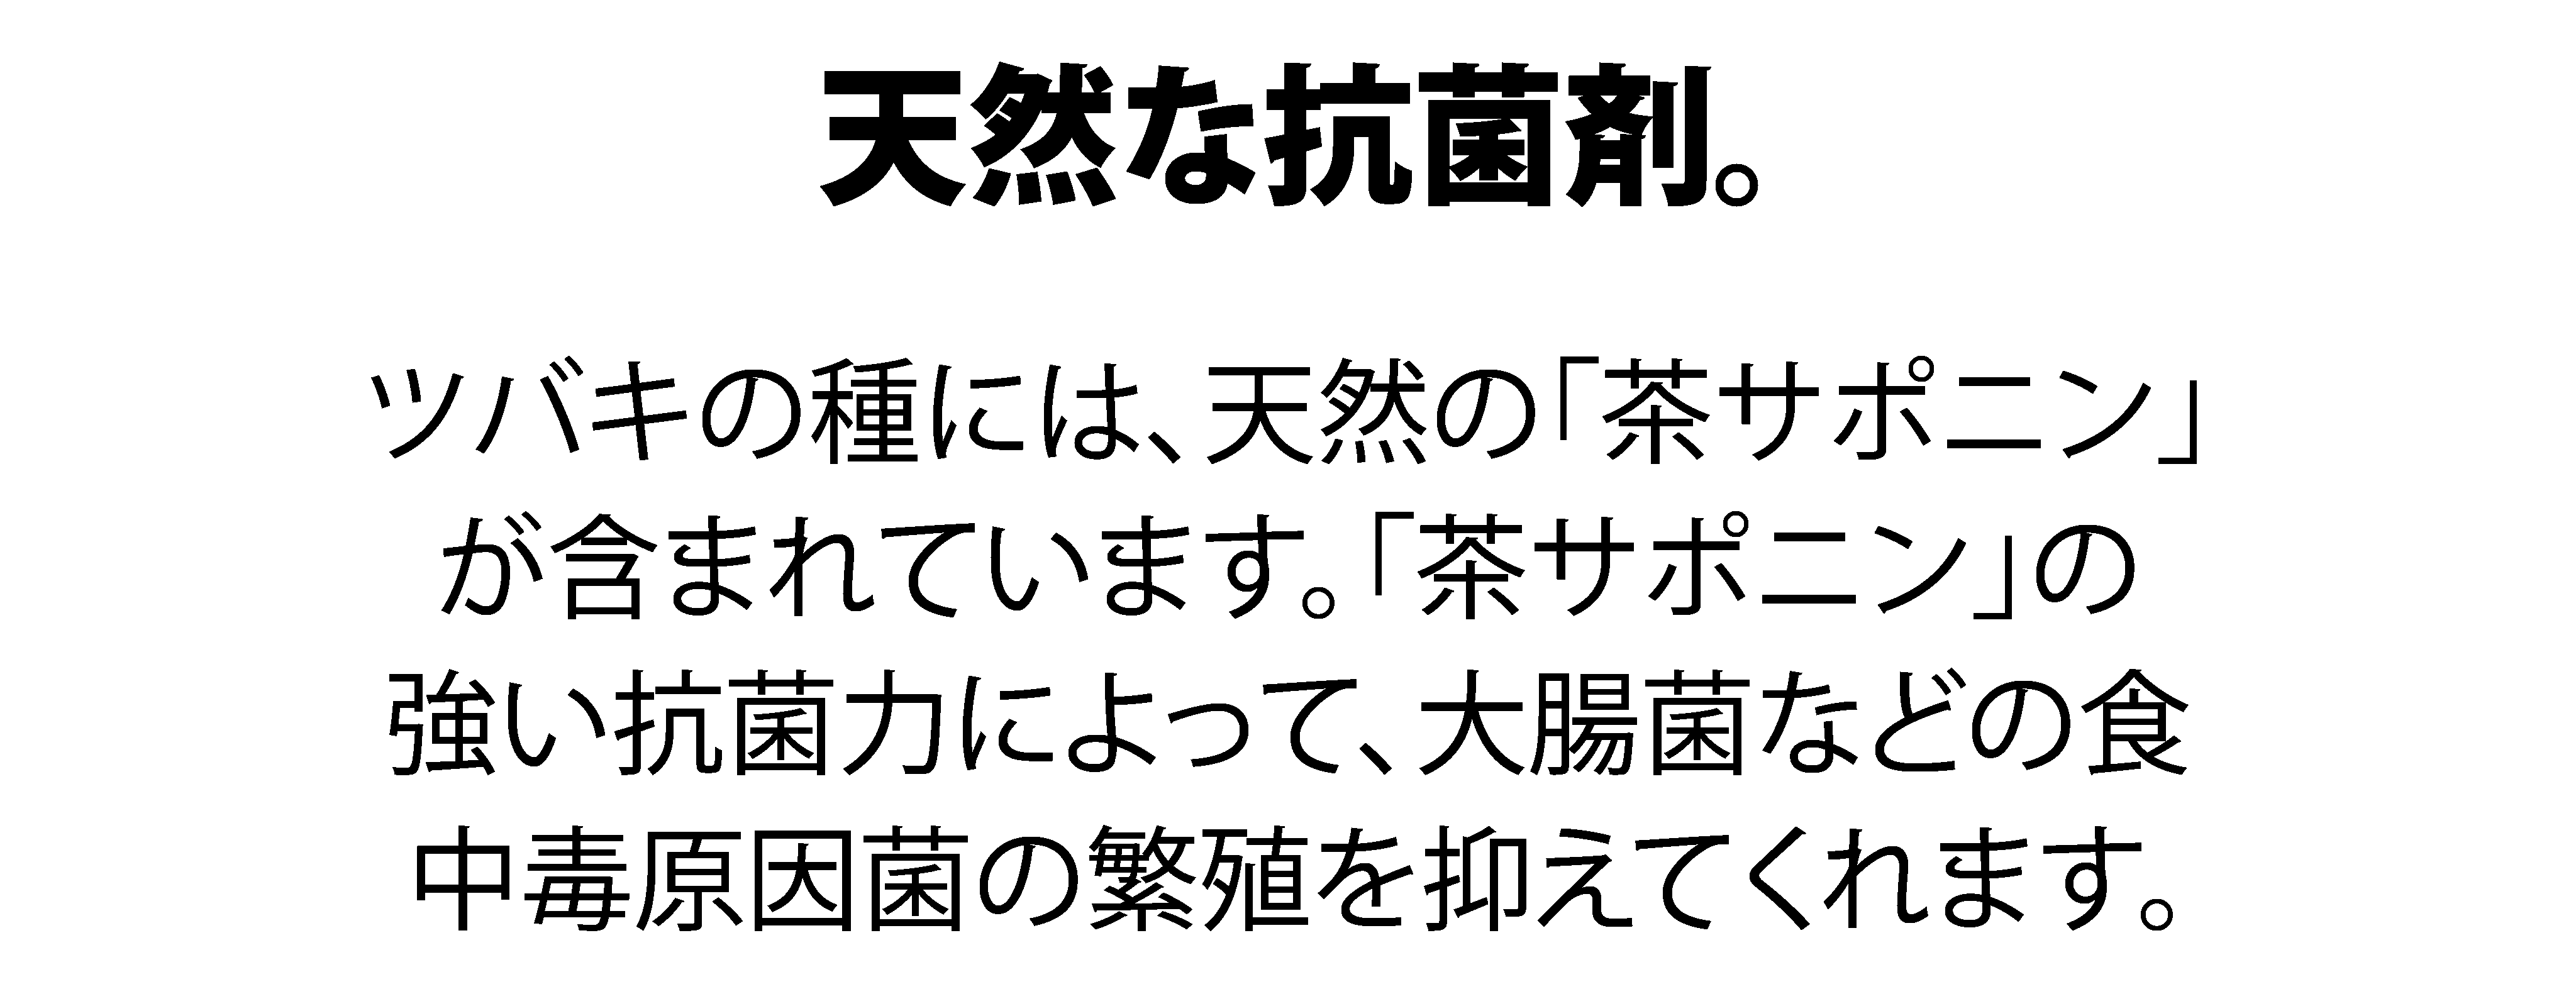 天然な抗菌剤。
ツバキの種には、天然の「茶サポニン」
が含まれています。「茶サポニン」の
強い抗菌力によって、大腸菌などの食
中毒原因菌の繁殖を抑えてくれます。